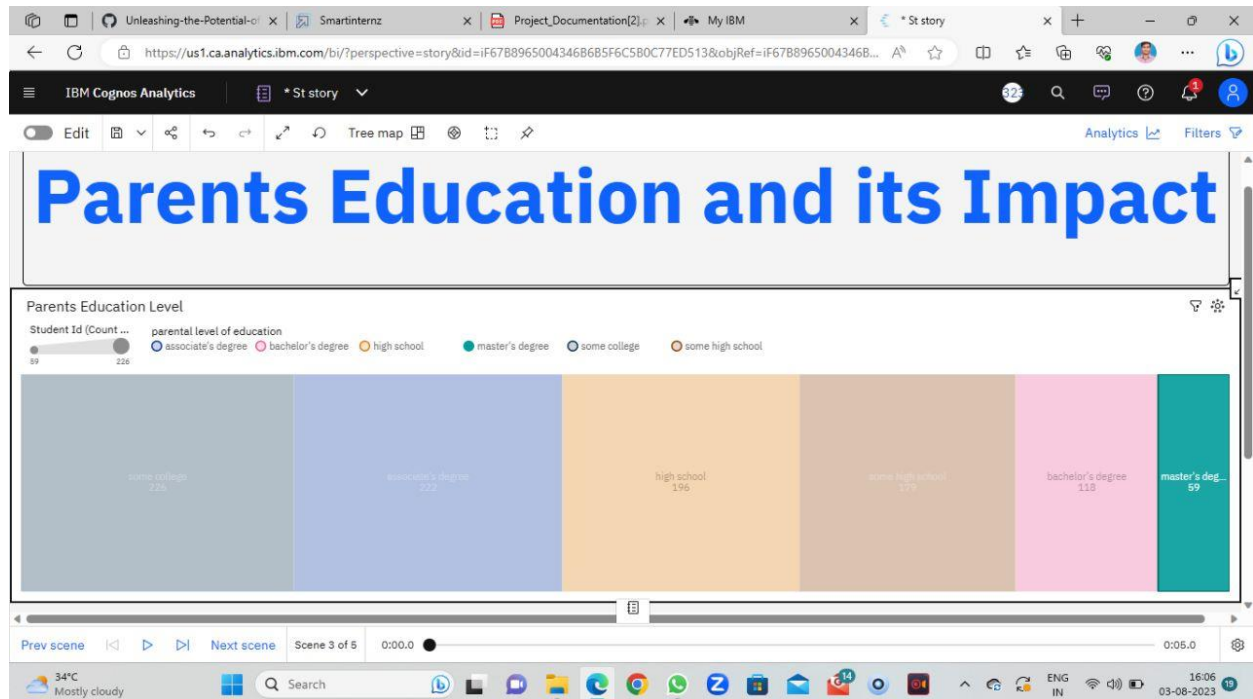 Unleashing-the-Potential-of
Smartinternz
Project_Documentation[2].p
My IBM
* St story
https://us1.ca.analytics.ibm.com/bi/?perspective=story&id=iF67B8965004346B6B5F6C5B0C77ED513&objRef=iF67B8965004346B...
IBM Cognos Analytics
* St story
Edit
Tree map
Analytics
Filters
Parents Education and its Impact
Parents Education Level
Student Id (Count ...
59
226
parental level of education
associate's degree
bachelor's degree
high school
master's degree
some college
some high school
some college
226
associate's degree
222
high school
196
some high school
179
bachelor's degree
118
master's deg...
59
Prev scene
Next scene
Scene 3 of 5
0:00.0
0:05.0
34°C
Mostly cloudy
Search
14
ENG
IN
16:06
03-08-2023
19